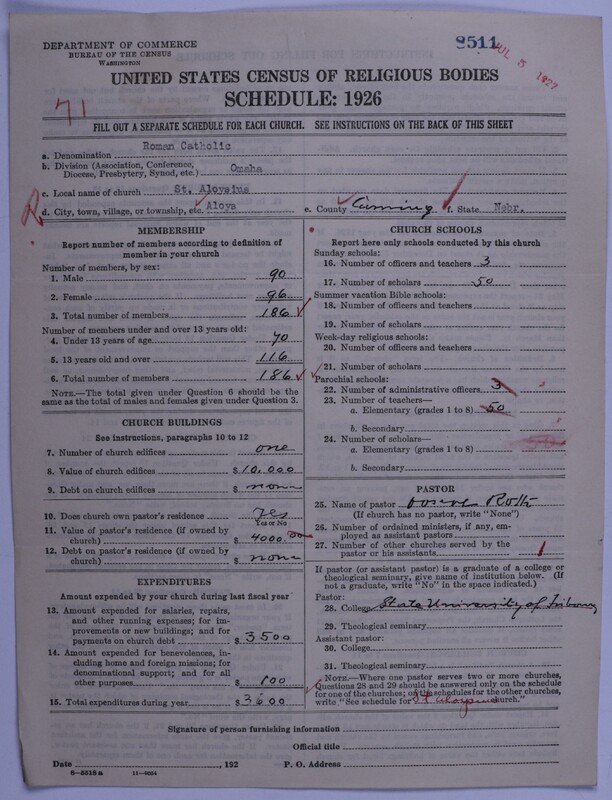 DEPARTMENT OF COMMERCE
BUREAU OF THE CENSUS
WASHINGTON
8511
JUL 5 1927
UNITED STATES CENSUS OF RELIGIOUS BODIES
SCHEDULE: 1926
71
FILL OUT A SEPARATE SCHEDULE FOR EACH CHURCH. SEE INSTRUCTIONS ON THE BACK OF THIS SHEET
a. Denomination Roman Catholic
b. Division (Association, Conference, Diocese, Presbytery, Synod, etc.) Omaha
c. Local name of church St. Aloysius
R
d. City, town, village, or township, etc. Aloys e. County Cuming f. State Nebr.
MEMBERSHIP
Report number of members according to definition of
member in your church
Number of members, by sex:
1. Male 90
2. Female 96
3. Total number of members 186
Number of members under and over 13 years old:
4. Under 13 years of age 70
5. 13 years old and over 116
6. Total number of members 186
NOTE.—The total given under Question 6 should be the
same as the total of males and females given under Question 3.
CHURCH BUILDINGS
See instructions, paragraphs 10 to 12
7. Number of church edifices one
8. Value of church edifices $ 10,000
9. Debt on church edifices $ none
10. Does church own pastor's residence Yes
Yes or No
11. Value of pastor's residence (if owned by
church) $ 4000.00
12. Debt on pastor's residence (if owned by
church) $ none
EXPENDITURES
Amount expended by your church during last fiscal year
13. Amount expended for salaries, repairs,
and other running expenses; for im-
provements or new buildings; and for
payments on church debt $ 3500
14. Amount expended for benevolences, in-
cluding home and foreign missions; for
denominational support; and for all
other purposes $ 100
15. Total expenditures during year $ 3600
CHURCH SCHOOLS
Report here only schools conducted by this church
Sunday schools:
16. Number of officers and teachers 3
17. Number of scholars 50
Summer vacation Bible schools:
18. Number of officers and teachers
19. Number of scholars
Week-day religious schools:
20. Number of officers and teachers
21. Number of scholars
Parochial schools:
22. Number of administrative officers 3
23. Number of teachers—
a. Elementary (grades 1 to 8) 50
b. Secondary
24. Number of scholars—
a. Elementary (grades 1 to 8)
b. Secondary
PASTOR
25. Name of pastor Roth
(If church has no pastor, write "None")
26. Number of ordained ministers, if any, em-
ployed as assistant pastors
27. Number of other churches served by the
pastor or his assistants 1
If pastor (or assistant pastor) is a graduate of a college or
theological seminary, give name of institution below. (If
not a graduate, write "No" in the space indicated.)
Pastor:
28. College State University of Fribourg
29. Theological seminary
Assistant pastor:
30. College
31. Theological seminary
NOTE.—Where one pastor serves two or more churches,
Questions 28 and 29 should be answered only on the schedule
for one of the churches; on the schedules for the other churches,
write "See schedule for St. Aloysius church."
Signature of person furnishing information
Official title
Date , 192 P. O. Address
8—5518 a 11—9264